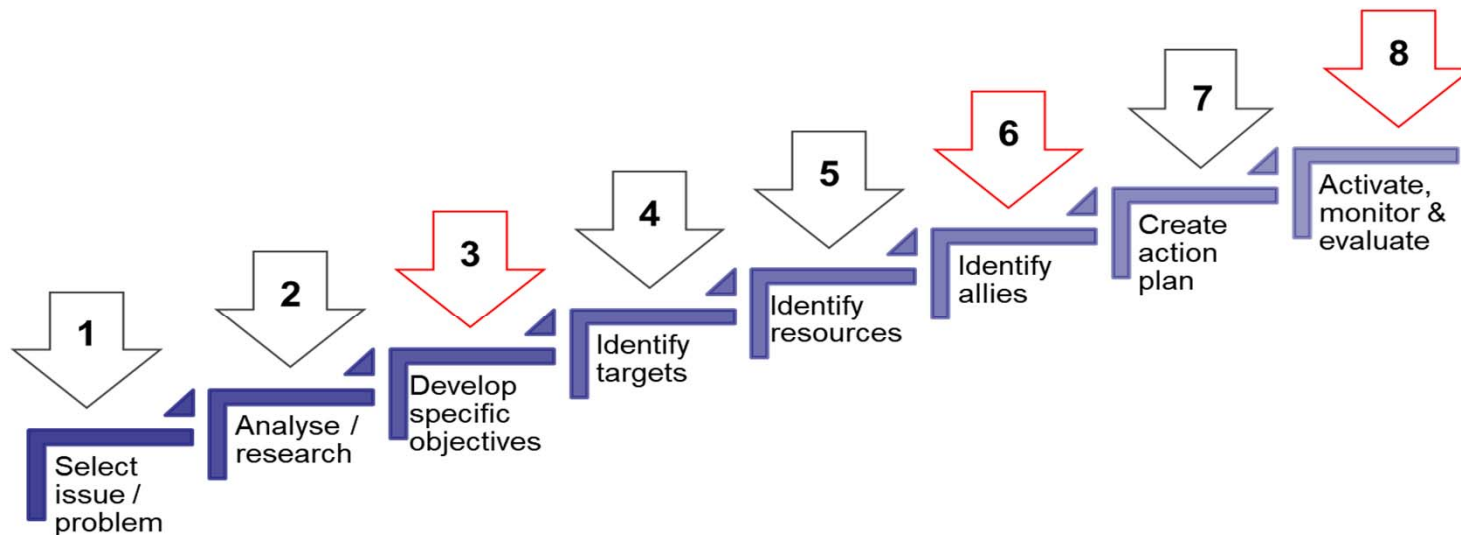 1
Select
issue /
problem
2
Analyse /
research
3
Develop
specific
objectives
4
Identify
targets
5
Identify
resources
6
Identify
allies
7
Create
action
plan
8
Activate,
monitor &
evaluate